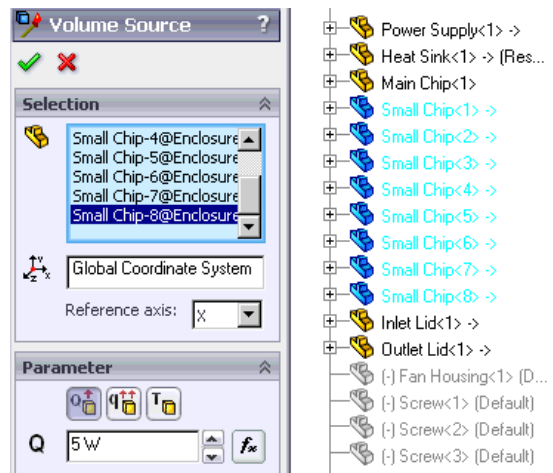 Volume Source ?
Selection
Small Chip-4@Enclosure
Small Chip-5@Enclosure
Small Chip-6@Enclosure
Small Chip-7@Enclosure
Small Chip-8@Enclosure
Global Coordinate System
Reference axis: X
Parameter
Q 5 W
Power Supply<1> ->
Heat Sink<1> -> (Res...
Main Chip<1>
Small Chip<1> ->
Small Chip<2> ->
Small Chip<3> ->
Small Chip<4> ->
Small Chip<5> ->
Small Chip<6> ->
Small Chip<7> ->
Small Chip<8> ->
Inlet Lid<1> ->
Outlet Lid<1> ->
(-) Fan Housing<1> (D...
(-) Screw<1> (Default)
(-) Screw<2> (Default)
(-) Screw<3> (Default)